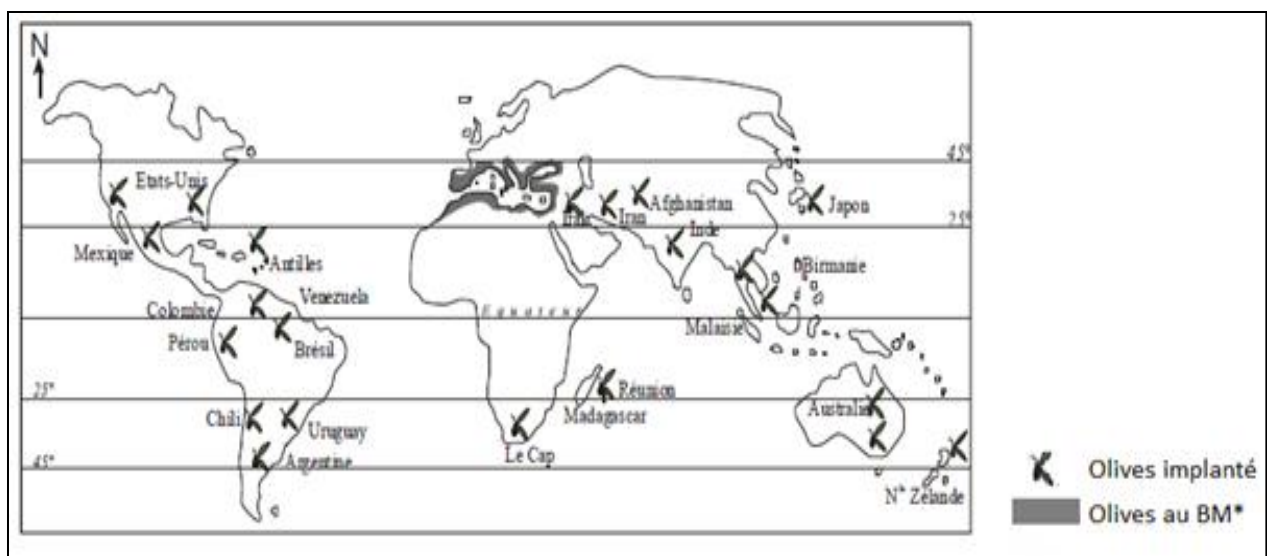 N
45°
Etats-Unis
Afghanistan
Japon
Iran
25°
Inde
Mexique
Antilles
Birmanie
Venezuela
Colombie
Equateur
Malaisie
Pérou
Brésil
25°
Réunion
Chili
Madagascar
Australie
Uruguay
Le Cap
Argentine
45°
Olives implanté
Nˡˡᵉ Zélande
Olives au BM*